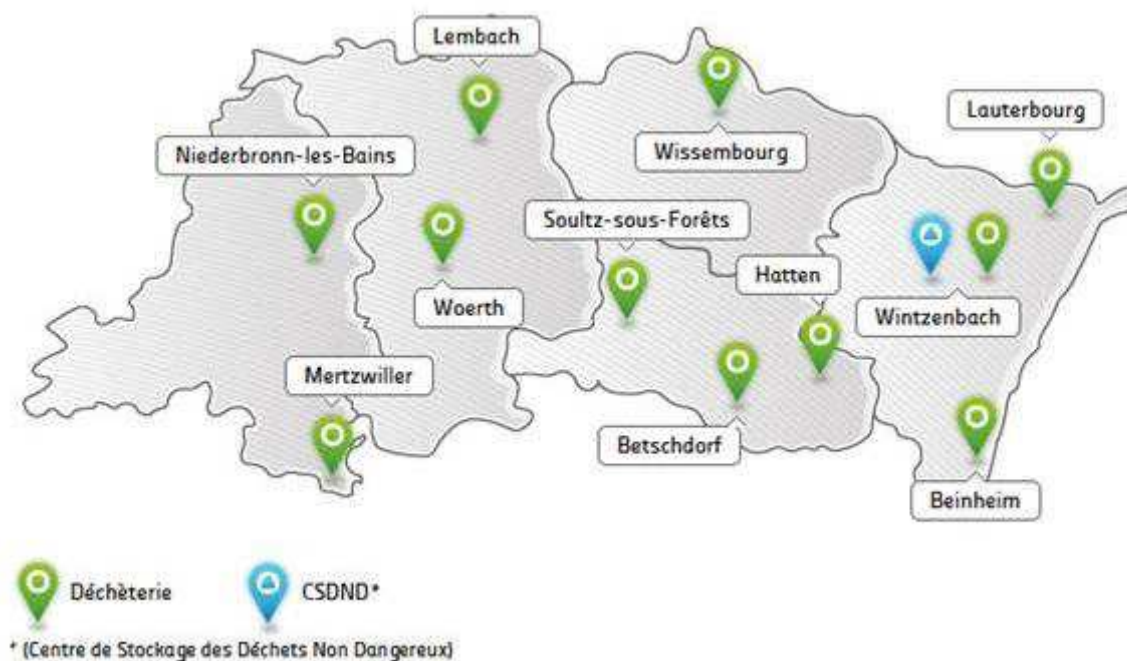 Lembach
Lauterbourg
Niederbronn-les-Bains
Wissembourg
Soultz-sous-Forêts
Hatten
Woerth
Wintzenbach
Mertzwiller
Betschdorf
Beinheim
Déchèterie
CSDND*
* (Centre de Stockage des Déchets Non Dangereux)